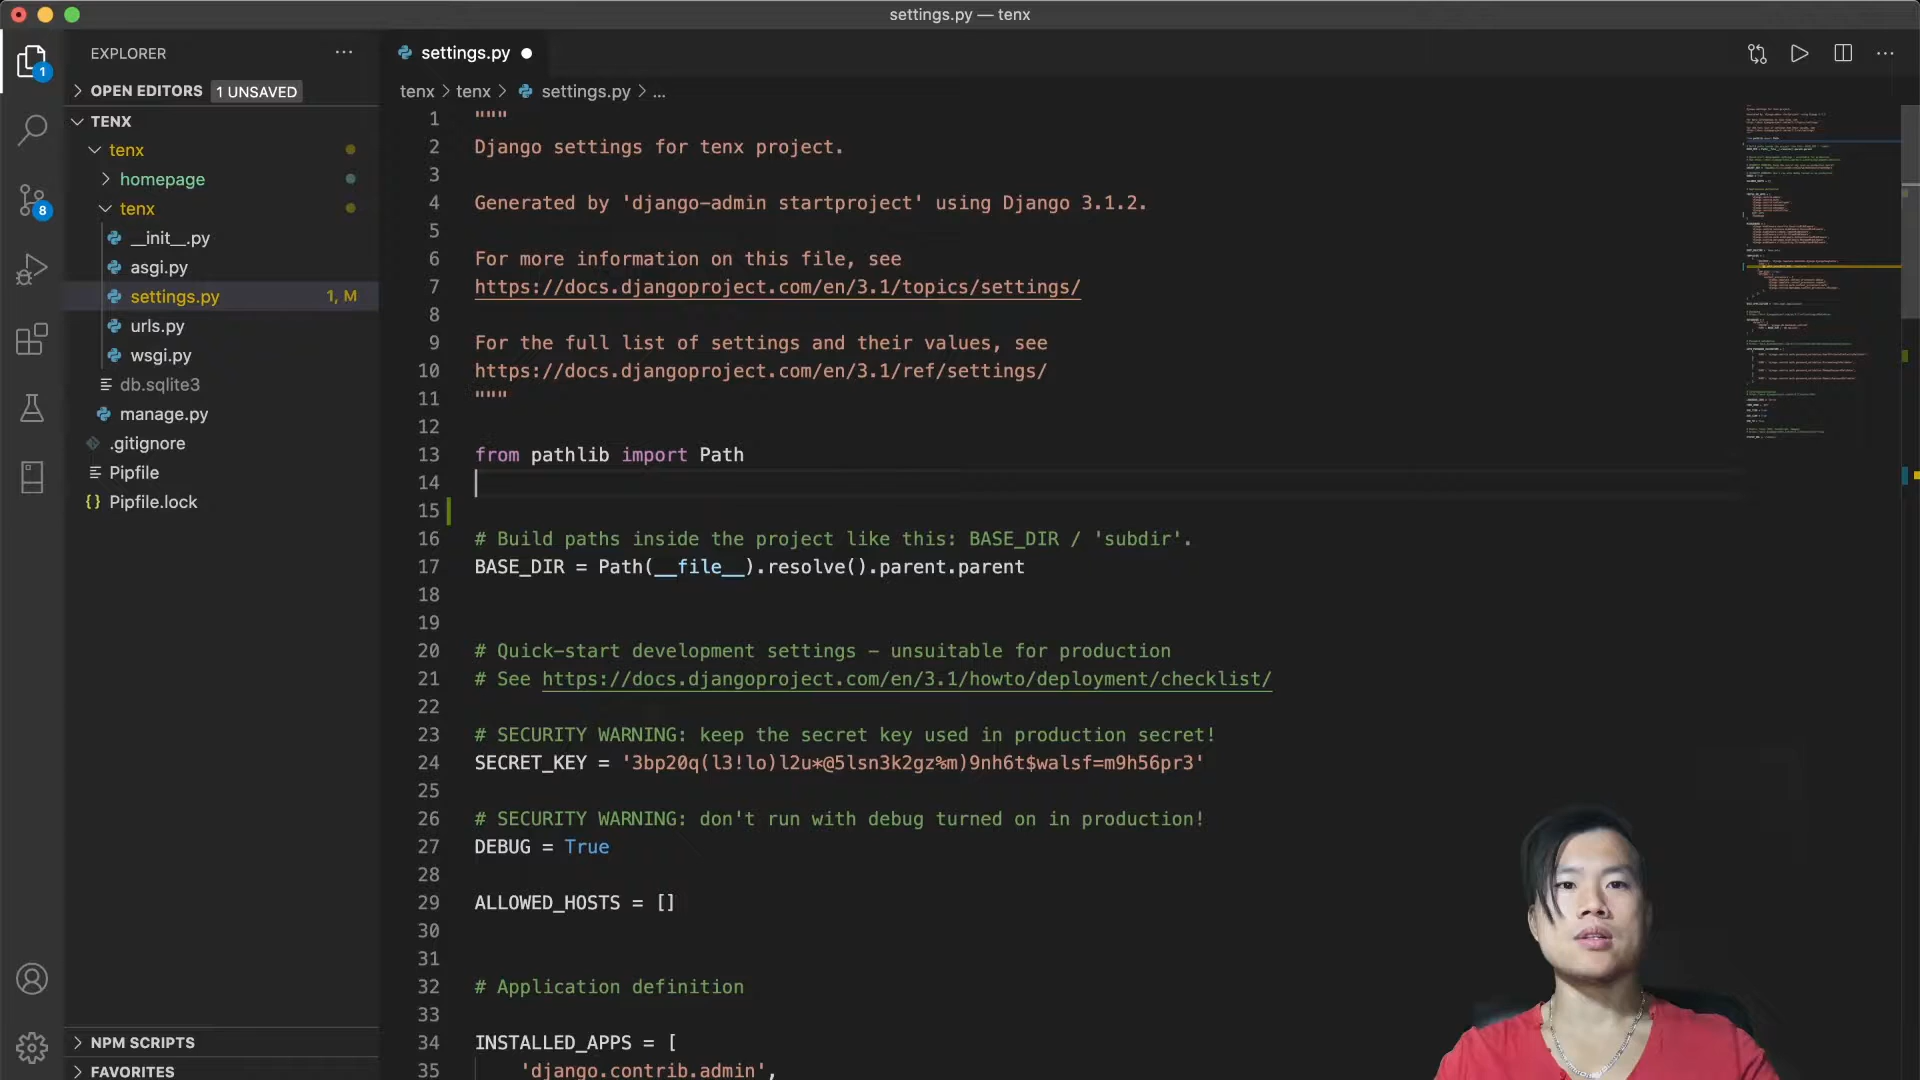 settings.py — tenx
EXPLORER
OPEN EDITORS 1 UNSAVED
TENX
tenx
homepage
tenx
__init__.py
asgi.py
settings.py 1, M
urls.py
wsgi.py
db.sqlite3
manage.py
.gitignore
Pipfile
Pipfile.lock
NPM SCRIPTS
FAVORITES
1
8
settings.py
tenx > tenx > settings.py > ...
1 """
2 Django settings for tenx project.
3
4 Generated by 'django-admin startproject' using Django 3.1.2.
5
6 For more information on this file, see
7 https://docs.djangoproject.com/en/3.1/topics/settings/
8
9 For the full list of settings and their values, see
10 https://docs.djangoproject.com/en/3.1/ref/settings/
11 """
12
13 from pathlib import Path
14
15
16 # Build paths inside the project like this: BASE_DIR / 'subdir'.
17 BASE_DIR = Path(__file__).resolve().parent.parent
18
19
20 # Quick-start development settings - unsuitable for production
21 # See https://docs.djangoproject.com/en/3.1/howto/deployment/checklist/
22
23 # SECURITY WARNING: keep the secret key used in production secret!
24 SECRET_KEY = '3bp20q(l3!lo)l2u*@5lsn3k2gz%m)9nh6t$walsf=m9h56pr3'
25
26 # SECURITY WARNING: don't run with debug turned on in production!
27 DEBUG = True
28
29 ALLOWED_HOSTS = []
30
31
32 # Application definition
33
34 INSTALLED_APPS = [
35 'django.contrib.admin',